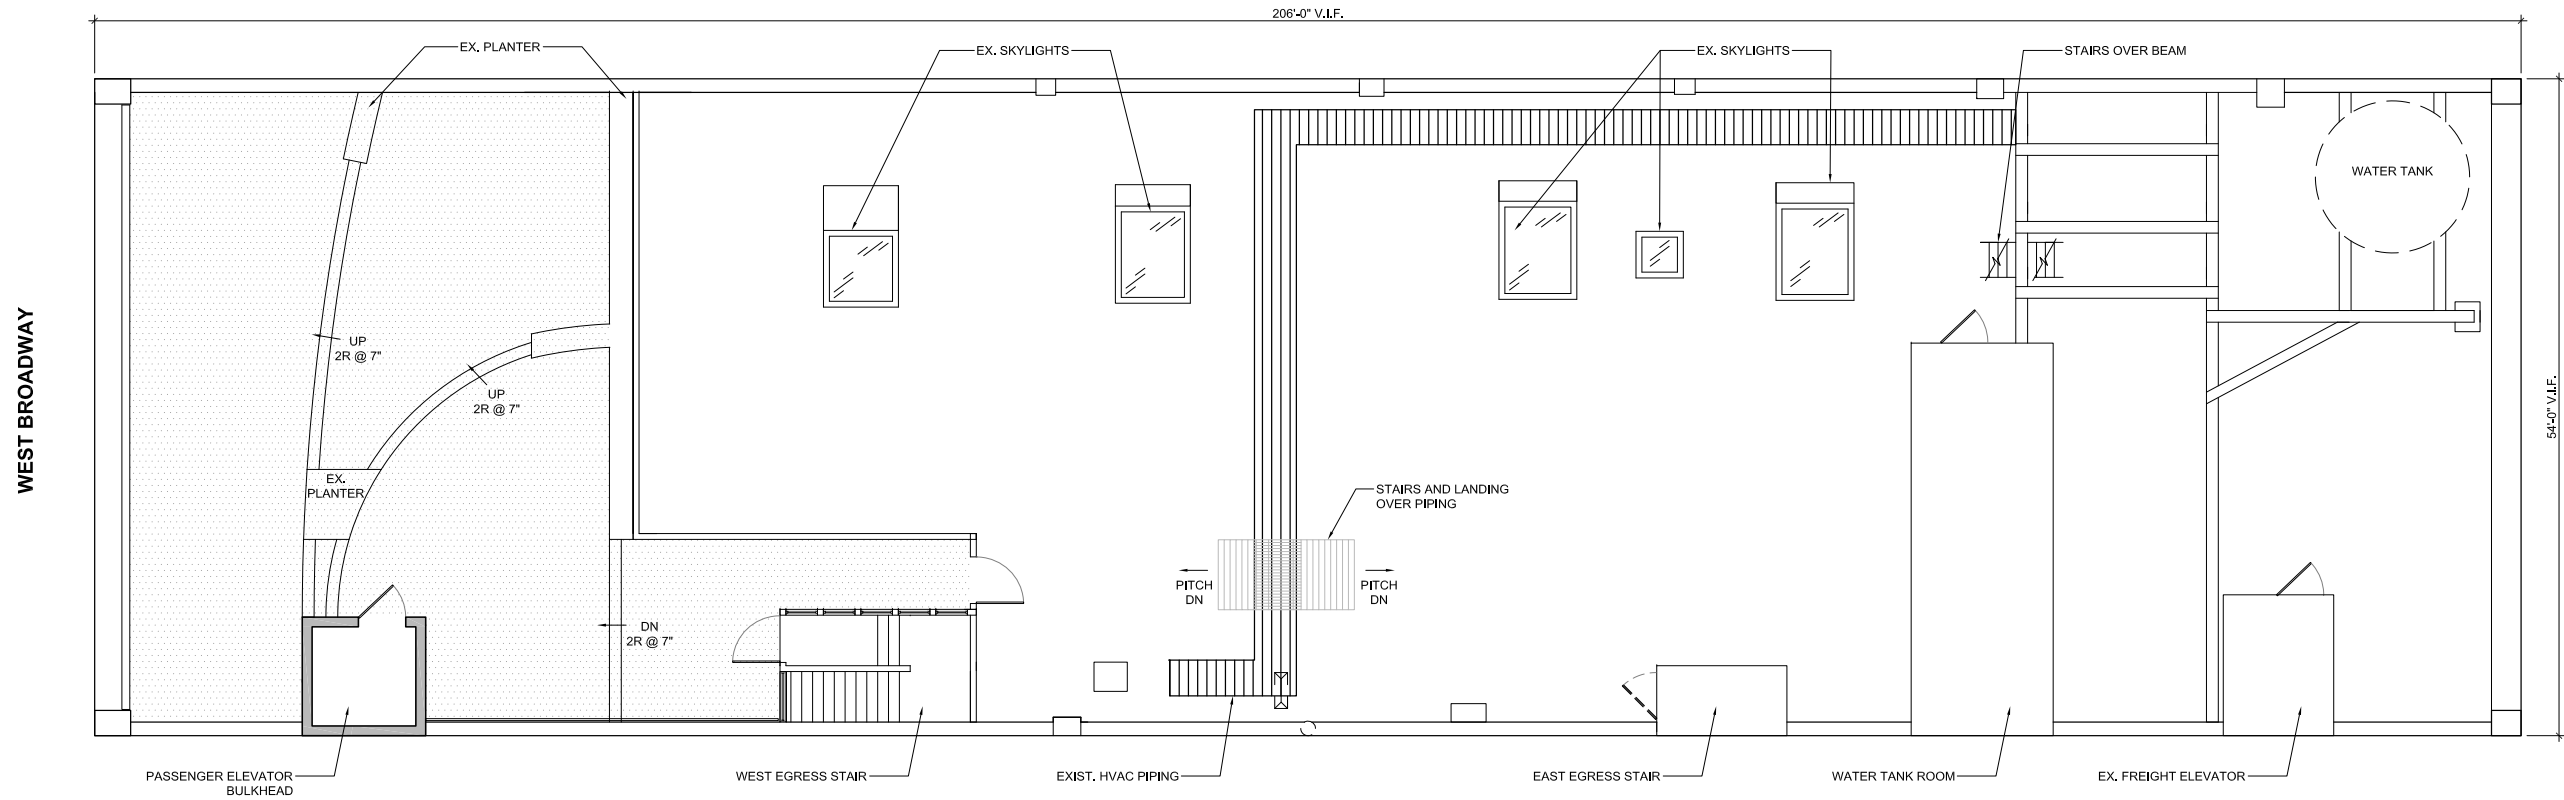 206'-0" V.I.F.
EX. PLANTER
EX. SKYLIGHTS
EX. SKYLIGHTS
STAIRS OVER BEAM
WATER TANK
WEST BROADWAY
UP
2R @ 7"
UP
2R @ 7"
54'-0" V.I.F.
EX.
PLANTER
STAIRS AND LANDING
OVER PIPING
PITCH
DN
PITCH
DN
DN
2R @ 7"
PASSENGER ELEVATOR
BULKHEAD
WEST EGRESS STAIR
EXIST. HVAC PIPING
EAST EGRESS STAIR
WATER TANK ROOM
EX. FREIGHT ELEVATOR